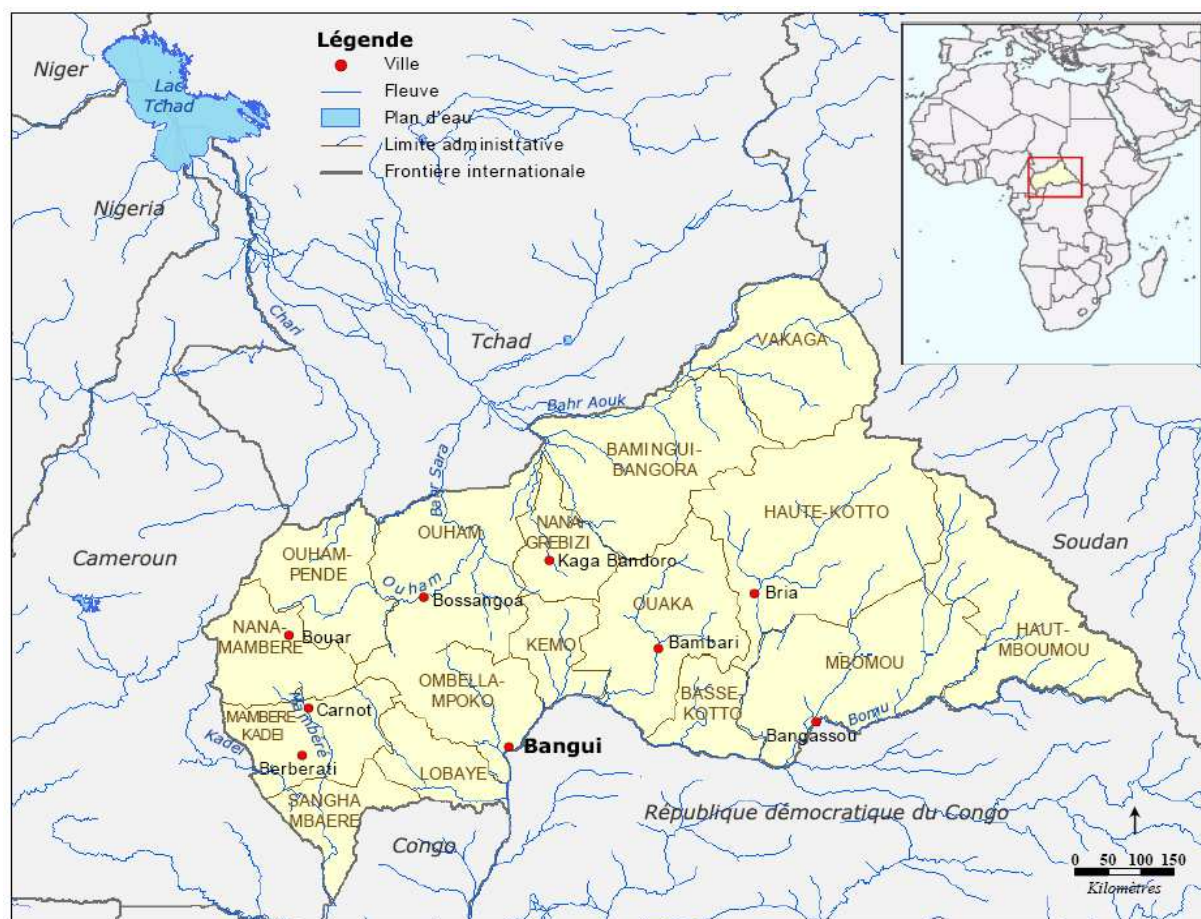 Légende
Ville
Fleuve
Plan d'eau
Limite administrative
Frontière internationale
Niger
Lac
Tchad
Nigeria
Chari
Tchad
VAKAGA
Bahr Aouk
BAMINGUI-
BANGORA
Bahr Sara
HAUTE-KOTTO
OUHAM
NANA-
GREBIZI
Soudan
Cameroun
OUHAM-
PENDE
Kaga Bandoro
Ouham
Bossangoa
Bria
OUAKA
NANA-
MAMBERE
Bouar
KEMO
Bambari
HAUT-
MBOUMOU
MBOMOU
OMBELLA-
MPOKO
BASSE-
KOTTO
Mambéré
Carnot
MAMBERE
KADEI
Bomu
Bangassou
Kadei
Bangui
Berberati
LOBAYE
SANGHA
MBAERE
République démocratique du Congo
Congo
0 50 100 150
Kilomètres